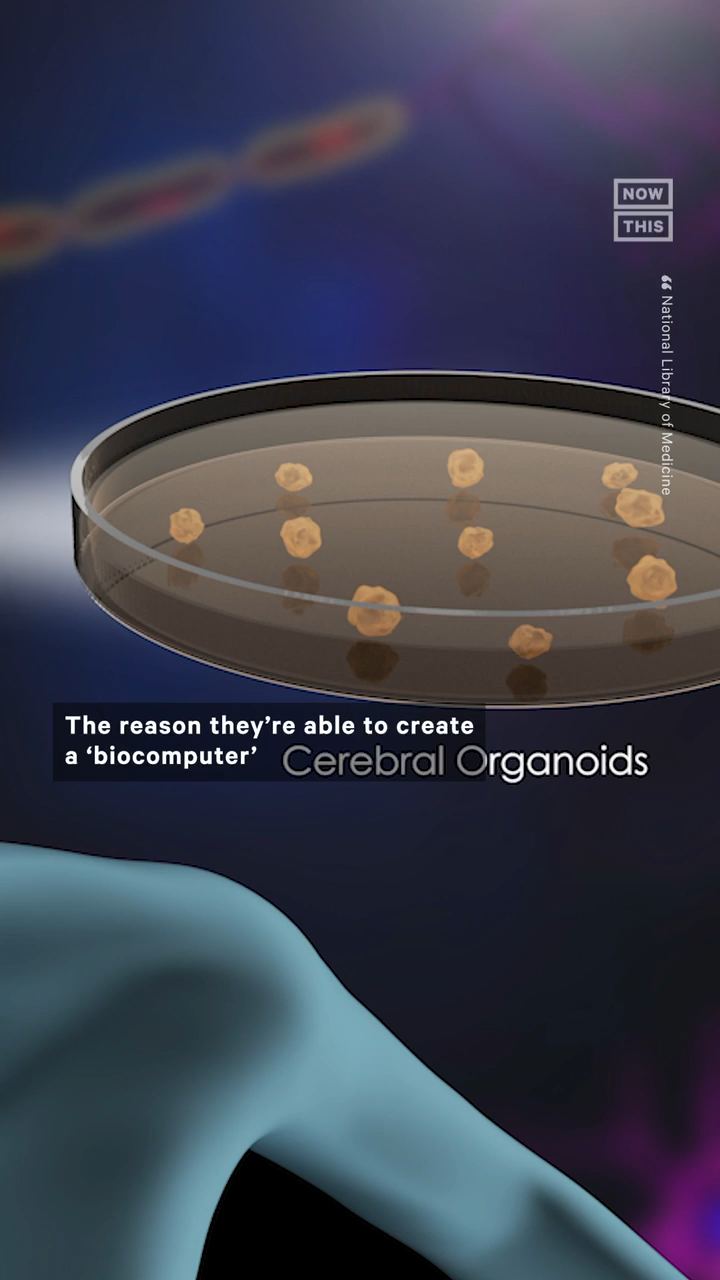 NOW
THIS
“ National Library of Medicine
The reason they’re able to create
a ‘biocomputer’
Cerebral Organoids